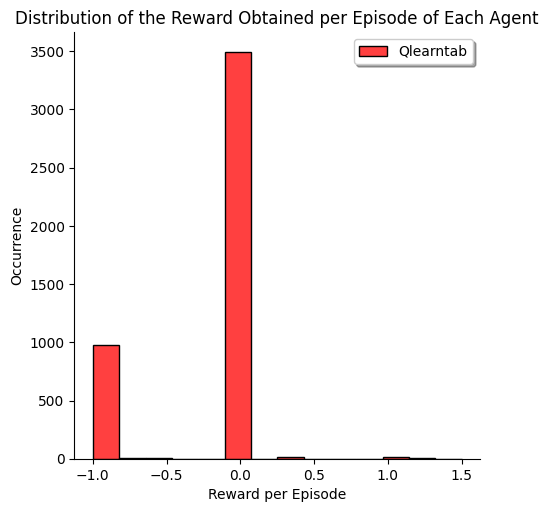 Distribution of the Reward Obtained per Episode of Each Agent
Qlearntab
3500
3000
2500
2000
1500
1000
500
0
Occurrence
−1.0 −0.5 0.0 0.5 1.0 1.5
Reward per Episode